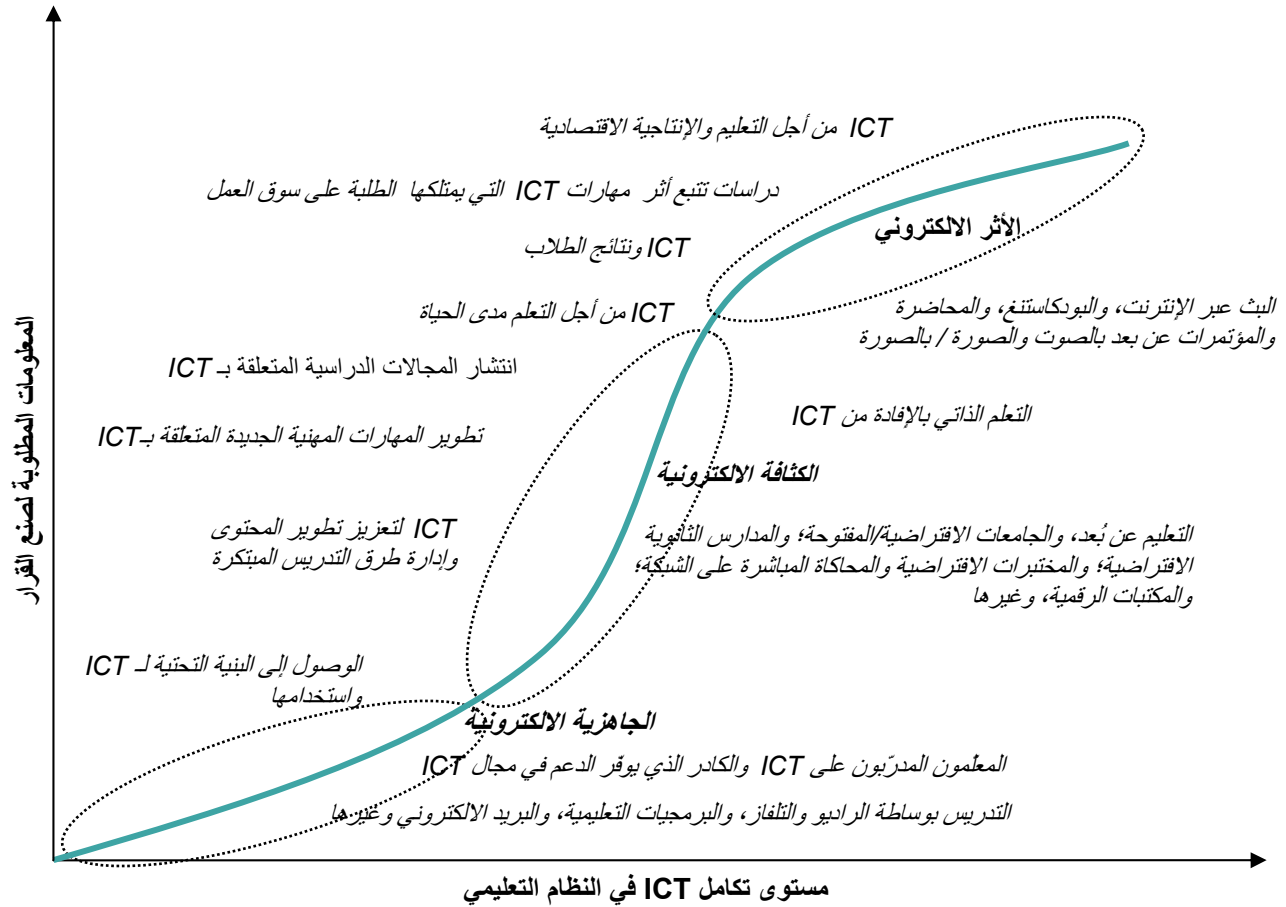 ICT من أجل التعليم والإنتاجية الاقتصادية
دراسات تتبع أثر مهارات ICT التي يمتلكها الطلبة على سوق العمل
الأثر الالكتروني
ICT ونتائج الطلاب
ICT من أجل التعلم مدى الحياة
البث عبر الإنترنت، والبودكاستنغ، والمحاضرة
والمؤتمرات عن بعد بالصوت والصورة / بالصورة
انتشار المجالات الدراسية المتعلقة بـ ICT
التعلم الذاتي بالإفادة من ICT
تطوير المهارات المهنية الجديدة المتعلقة بـICT
الكثافة الالكترونية
ICT لتعزيز تطوير المحتوى
وإدارة طرق التدريس المبتكرة
التعليم عن بُعد، والجامعات الافتراضية/المفتوحة؛ والمدارس الثانوية
الافتراضية؛ والمختبرات الافتراضية والمحاكاة المباشرة على الشبكة؛
والمكتبات الرقمية، وغيرها
الوصول إلى البنية التحتية لـ ICT
واستخدامها
الجاهزية الالكترونية
المعلمون المدرّبون على ICT والكادر الذي يوفّر الدعم في مجال ICT
التدريس بوساطة الراديو والتلفاز، والبرمجيات التعليمية، والبريد الالكتروني وغيرها
المعلومات المطلوبة لصنع القرار
مستوى تكامل ICT في النظام التعليمي